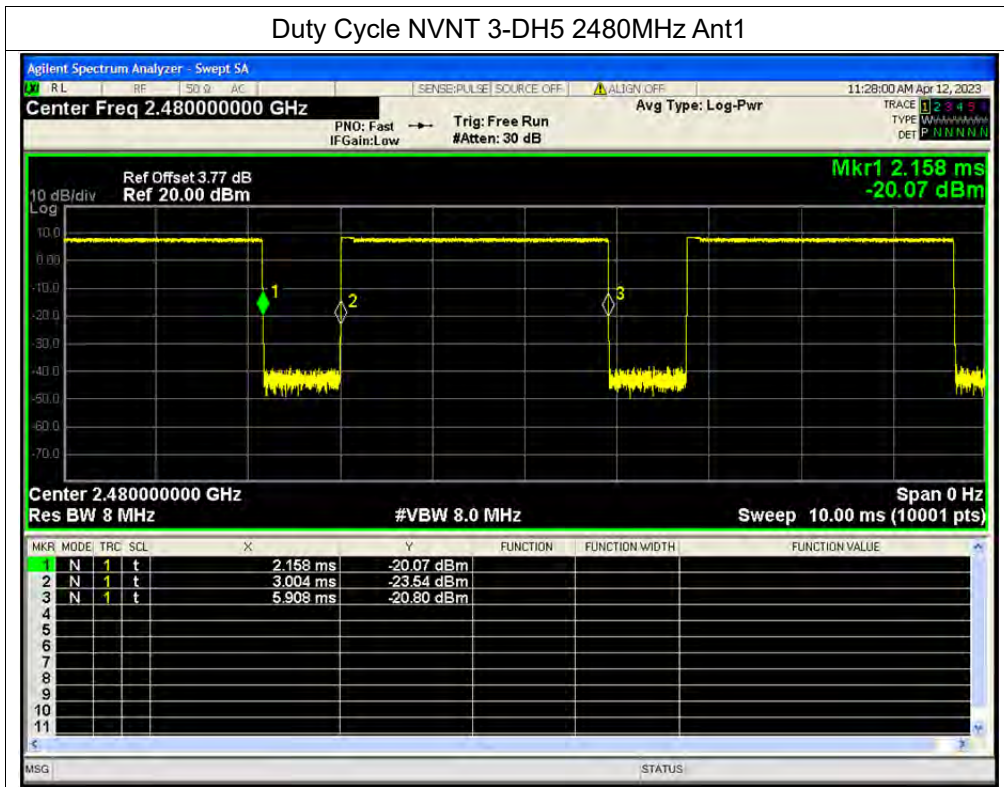 Duty Cycle NVNT 3-DH5 2480MHz Ant1
Agilent Spectrum Analyzer - Swept SA
LXI RL RF 50 Ω AC SENSE:PULSE SOURCE OFF ALIGN OFF 11:28:00 AM Apr 12, 2023
Center Freq 2.480000000 GHz Avg Type: Log-Pwr TRACE 1 2 3 4 5 6
PNO: Fast Trig: Free Run TYPE
IFGain:Low #Atten: 30 dB DET P N N N N N
Mkr1 2.158 ms
Ref Offset 3.77 dB
10 dB/div Ref 20.00 dBm -20.07 dBm
Log
10.0
0.00
-10.0
1
2
3
-20.0
-30.0
-40.0
-50.0
-60.0
-70.0
Center 2.480000000 GHz Span 0 Hz
Res BW 8 MHz #VBW 8.0 MHz Sweep 10.00 ms (10001 pts)
MKR MODE TRC SCL X Y FUNCTION FUNCTION WIDTH FUNCTION VALUE
1 N 1 t 2.158 ms -20.07 dBm
2 N 1 t 3.004 ms -23.54 dBm
3 N 1 t 5.908 ms -20.80 dBm
4
5
6
7
8
9
10
11
MSG STATUS